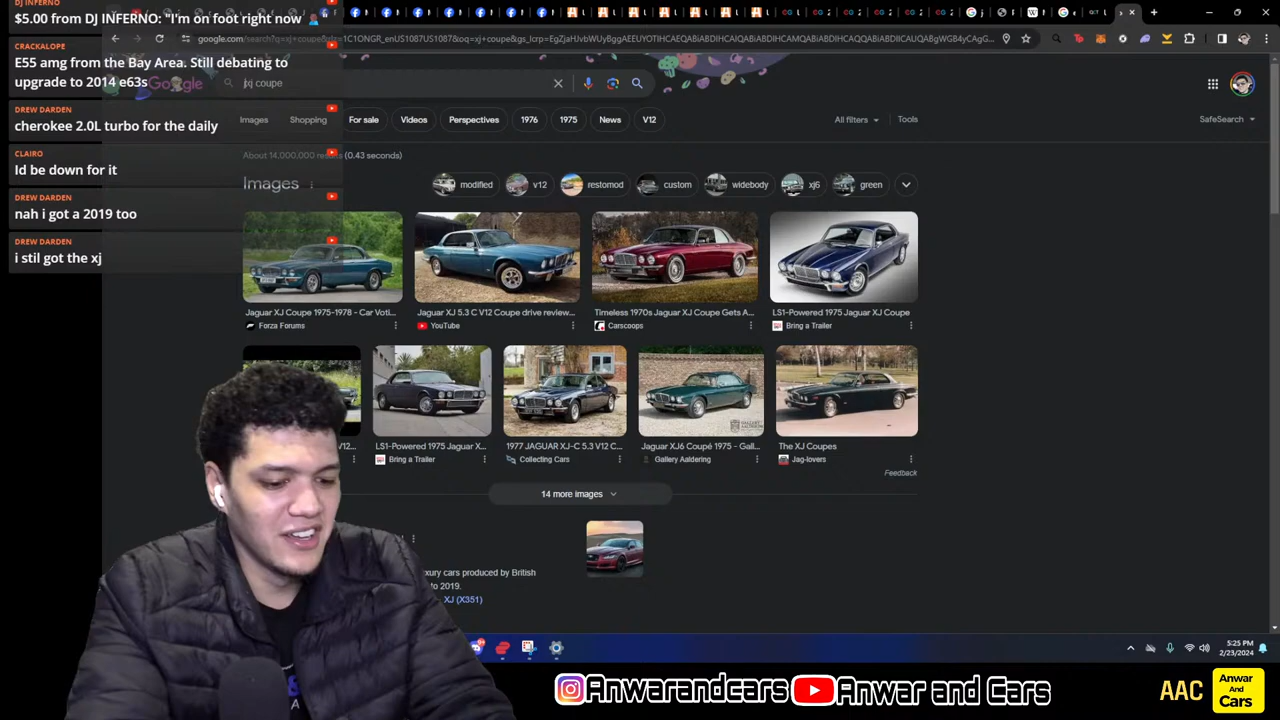 DJ INFERNO
$5.00 from DJ INFERNO: "I'm on foot right now
CRACKALOPE
E55 amg from the Bay Area. Still debating to
upgrade to 2014 e63s
DREW DARDEN
cherokee 2.0L turbo for the daily
CLAIRO
Id be down for it
DREW DARDEN
nah i got a 2019 too
DREW DARDEN
i stil got the xj
Google
xj coupe
Images
Shopping
For sale
Videos
Perspectives
1976
1975
News
V12
All filters
Tools
SafeSearch
About 14,000,000 results (0.43 seconds)
Images
modified
v12
restomod
custom
widebody
xj6
green
Jaguar XJ Coupe 1975-1978 - Car Voti...
Forza Forums
Jaguar XJ 5.3 C V12 Coupe drive review...
YouTube
Timeless 1970s Jaguar XJ Coupe Gets A...
Carscoops
LS1-Powered 1975 Jaguar XJ Coupe
Bring a Trailer
V12...
LS1-Powered 1975 Jaguar X...
Bring a Trailer
1977 JAGUAR XJ-C 5.3 V12 C...
Collecting Cars
Jaguar XJ6 Coupé 1975 - Gall...
Gallery Aaldering
The XJ Coupes
Jag-lovers
Feedback
14 more images
xury cars produced by British
to 2019.
XJ (X351)
5:25 PM
2/23/2024
Anwarandcars
Anwar and Cars
AAC
Anwar
And
Cars